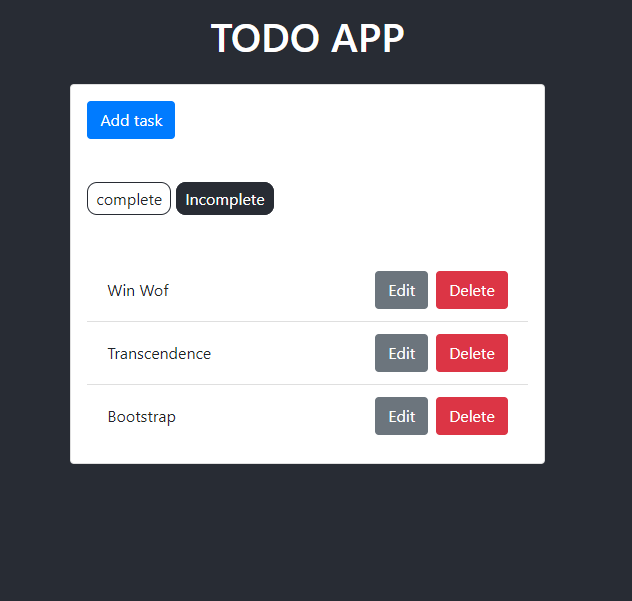 TODO APP
Add task
complete Incomplete
Win Wof Edit Delete
Transcendence Edit Delete
Bootstrap Edit Delete